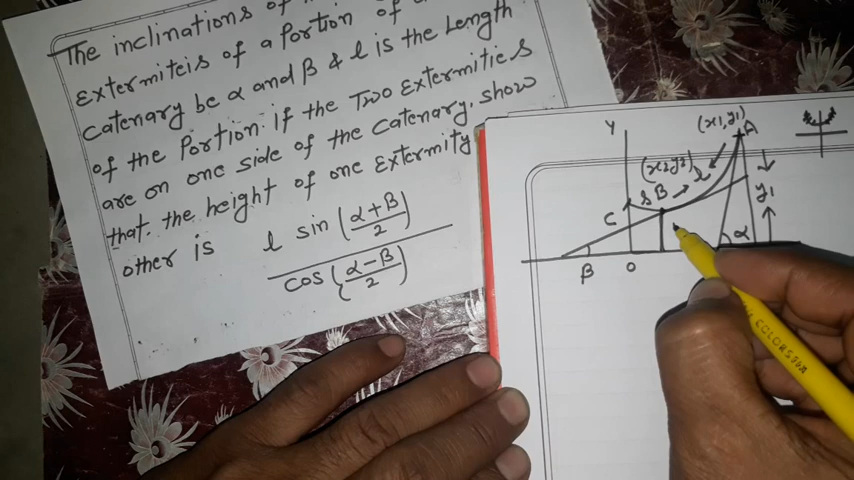 The inclinations of
Extermiteis of a Portion of
Catenary be α and β & l is the Length
of the Portion. if the Two Extermities
are on one side of the Catenary. show
that. the height of one Extermity
other is l sin (α+β/2)
cos (α-β/2)
Y
(x1,y1)
A
(x2,y2)
l
S B
C
y1
α
β
O